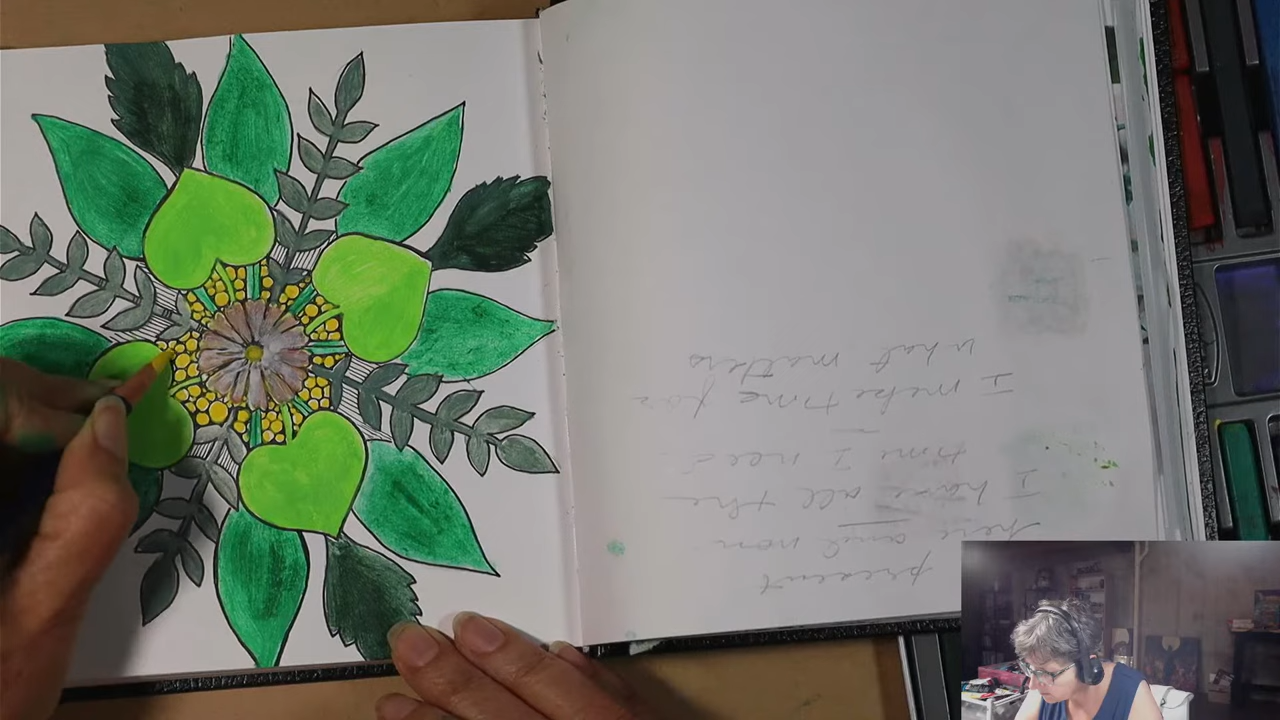 present
here and now
I have all the
time I need.
I make time for
what matters